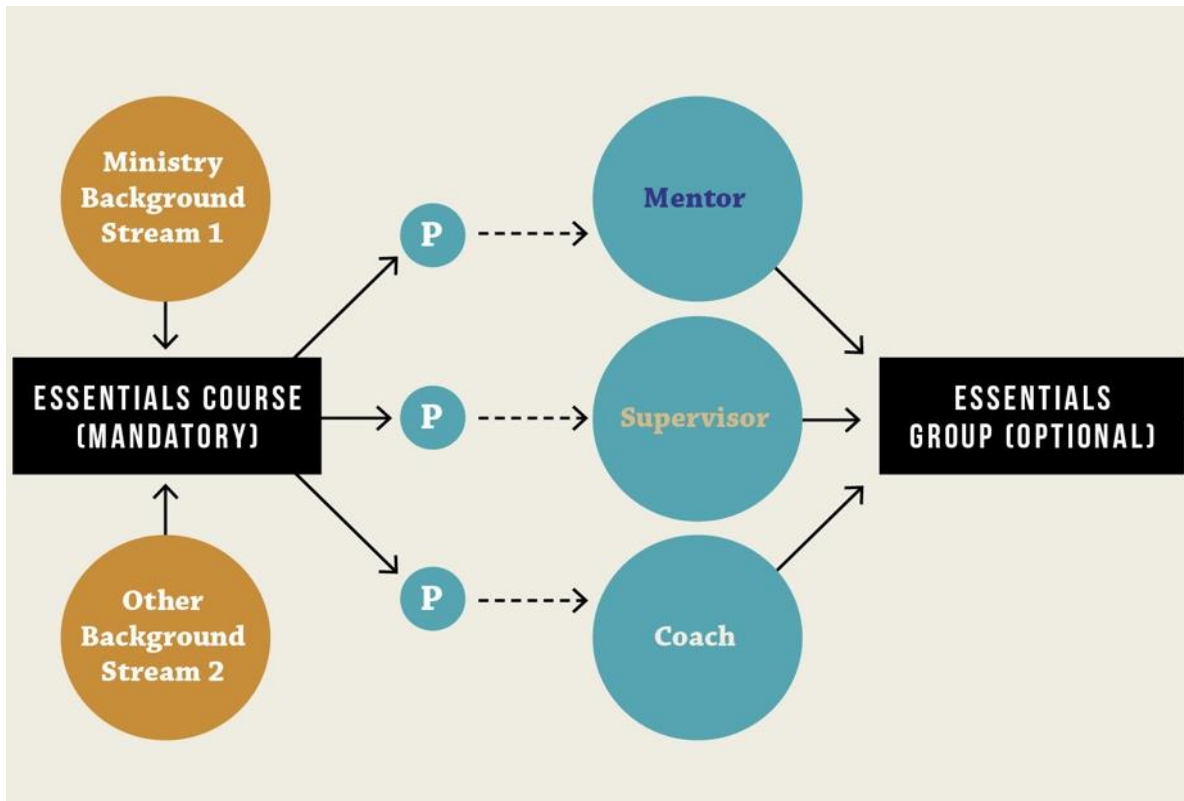 Ministry
Background
Stream 1
ESSENTIALS COURSE
(MANDATORY)
Other
Background
Stream 2
P
P
P
Mentor
Supervisor
Coach
ESSENTIALS
GROUP (OPTIONAL)